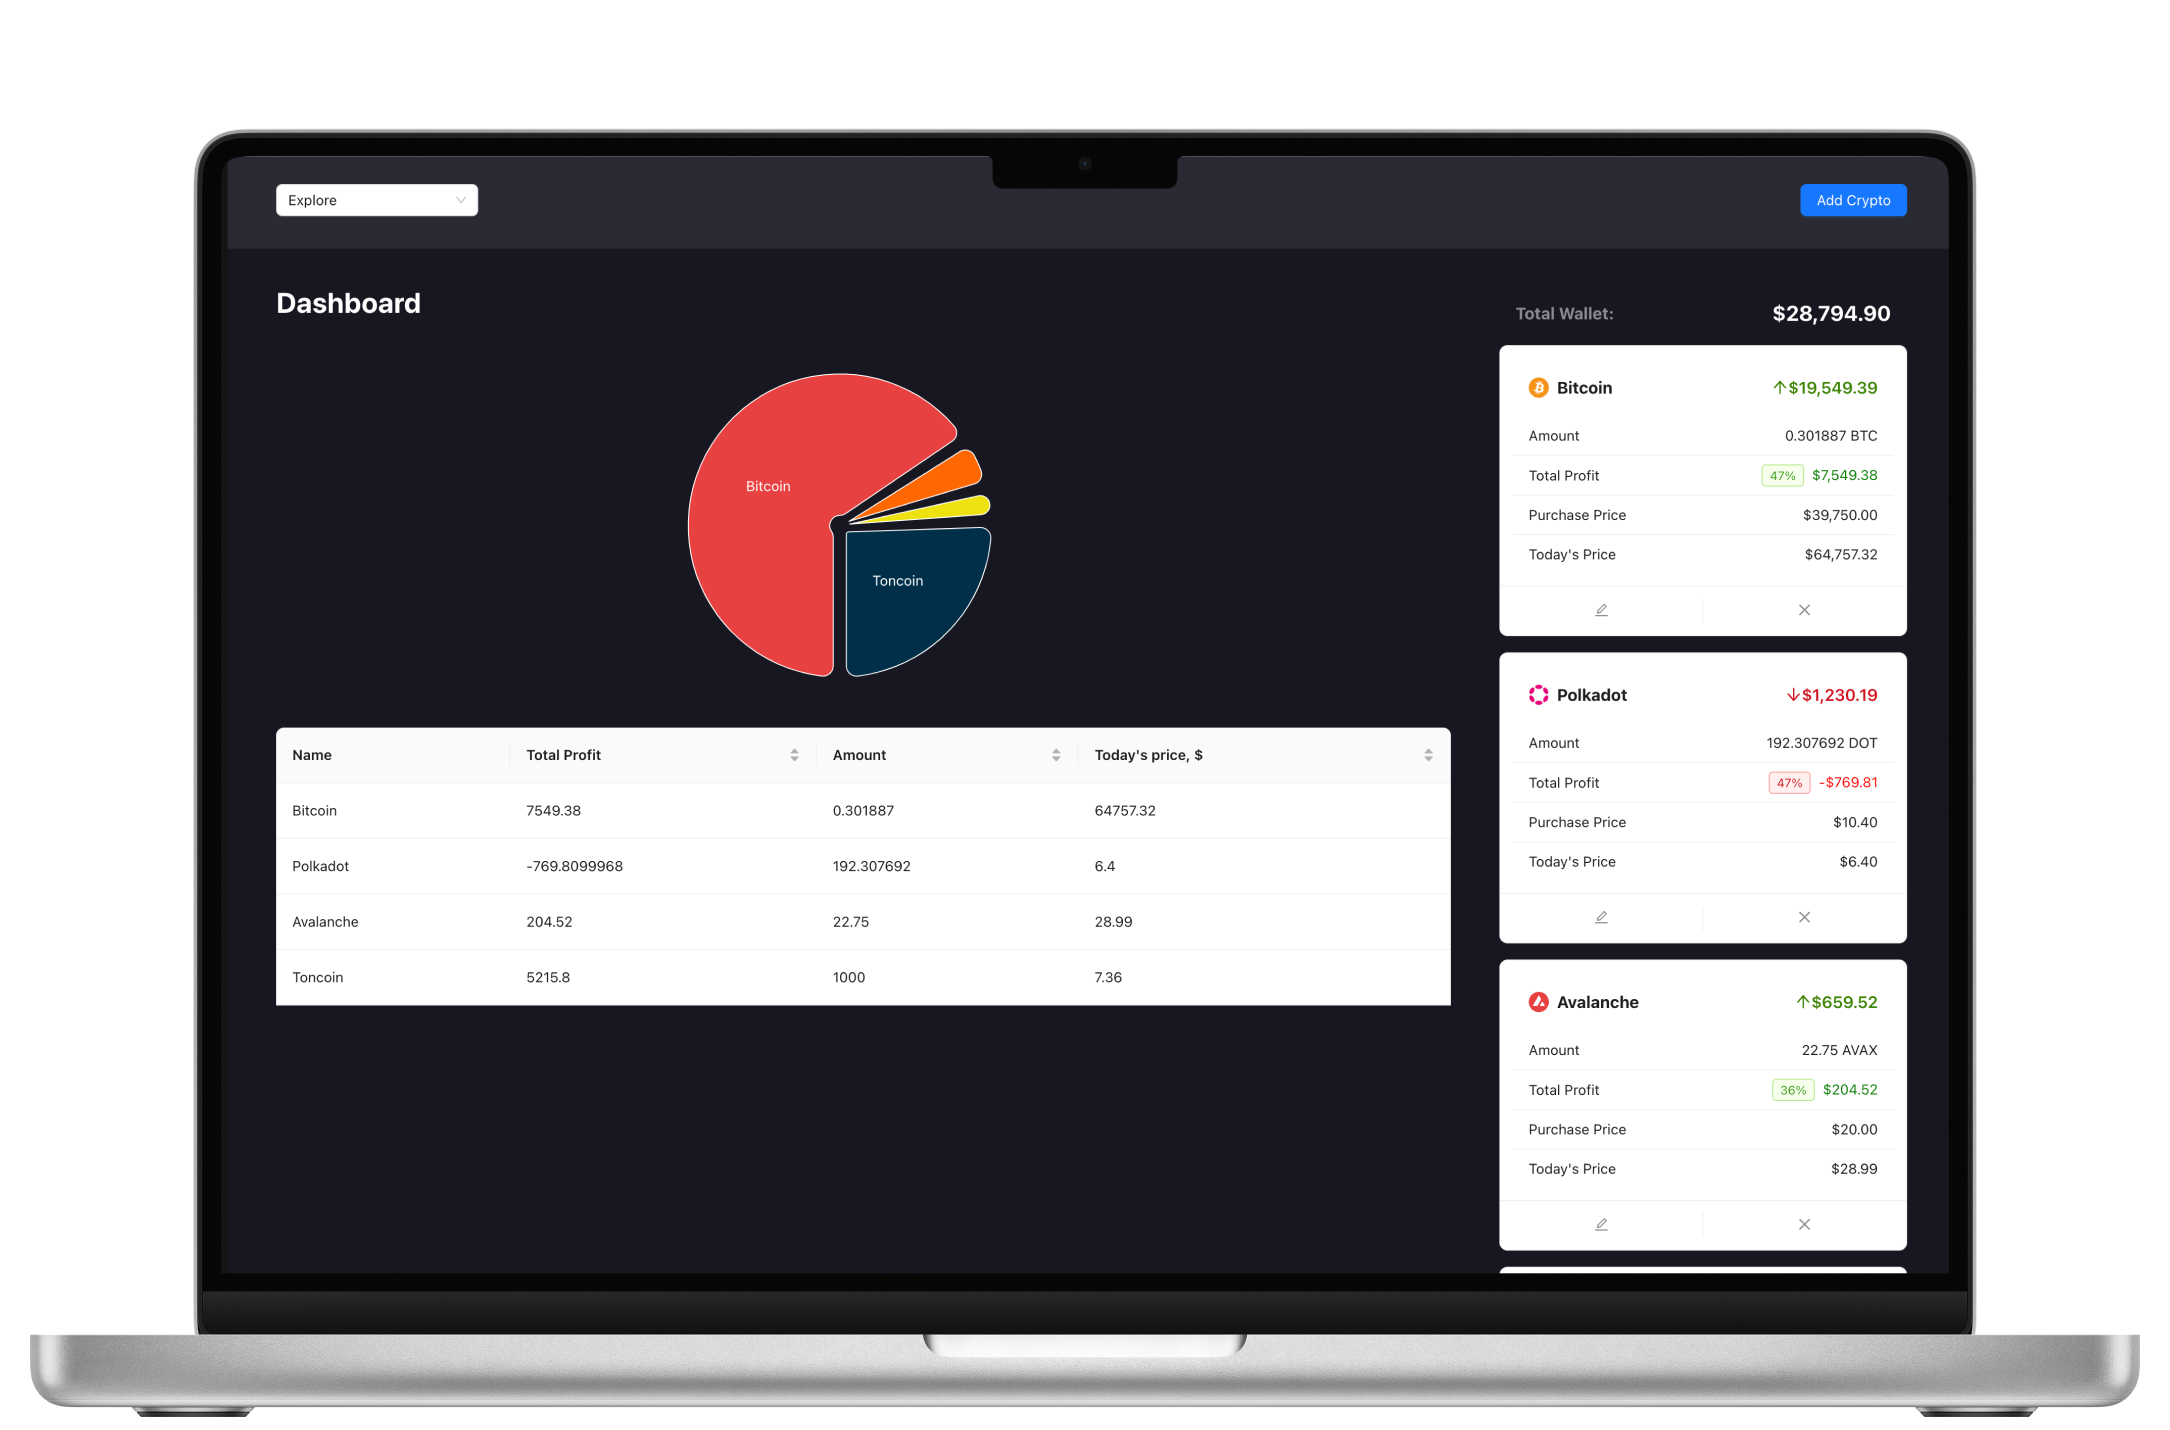 Explore
Add Crypto
Dashboard
Total Wallet: $28,794.90
Bitcoin
Toncoin
Name Total Profit Amount Today's price, $
Bitcoin 7549.38 0.301887 64757.32
Polkadot -769.8099968 192.307692 6.4
Avalanche 204.52 22.75 28.99
Toncoin 5215.8 1000 7.36
Bitcoin $19,549.39
Amount 0.301887 BTC
Total Profit 47% $7,549.38
Purchase Price $39,750.00
Today's Price $64,757.32
Polkadot $1,230.19
Amount 192.307692 DOT
Total Profit 47% -$769.81
Purchase Price $10.40
Today's Price $6.40
Avalanche $659.52
Amount 22.75 AVAX
Total Profit 36% $204.52
Purchase Price $20.00
Today's Price $28.99